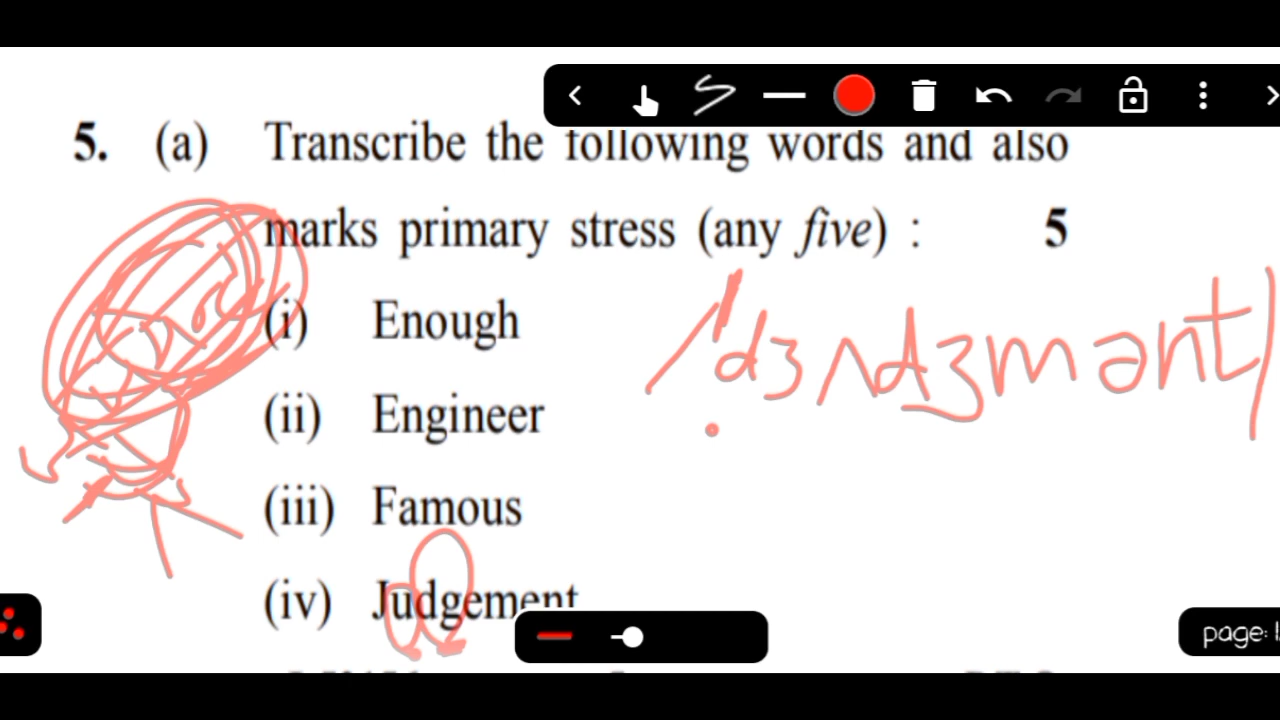 5. (a) Transcribe the following words and also
marks primary stress (any five) : 5
(i) Enough
/ˈdʒʌdʒmənt/
(ii) Engineer
(iii) Famous
(iv) Judgement
page: